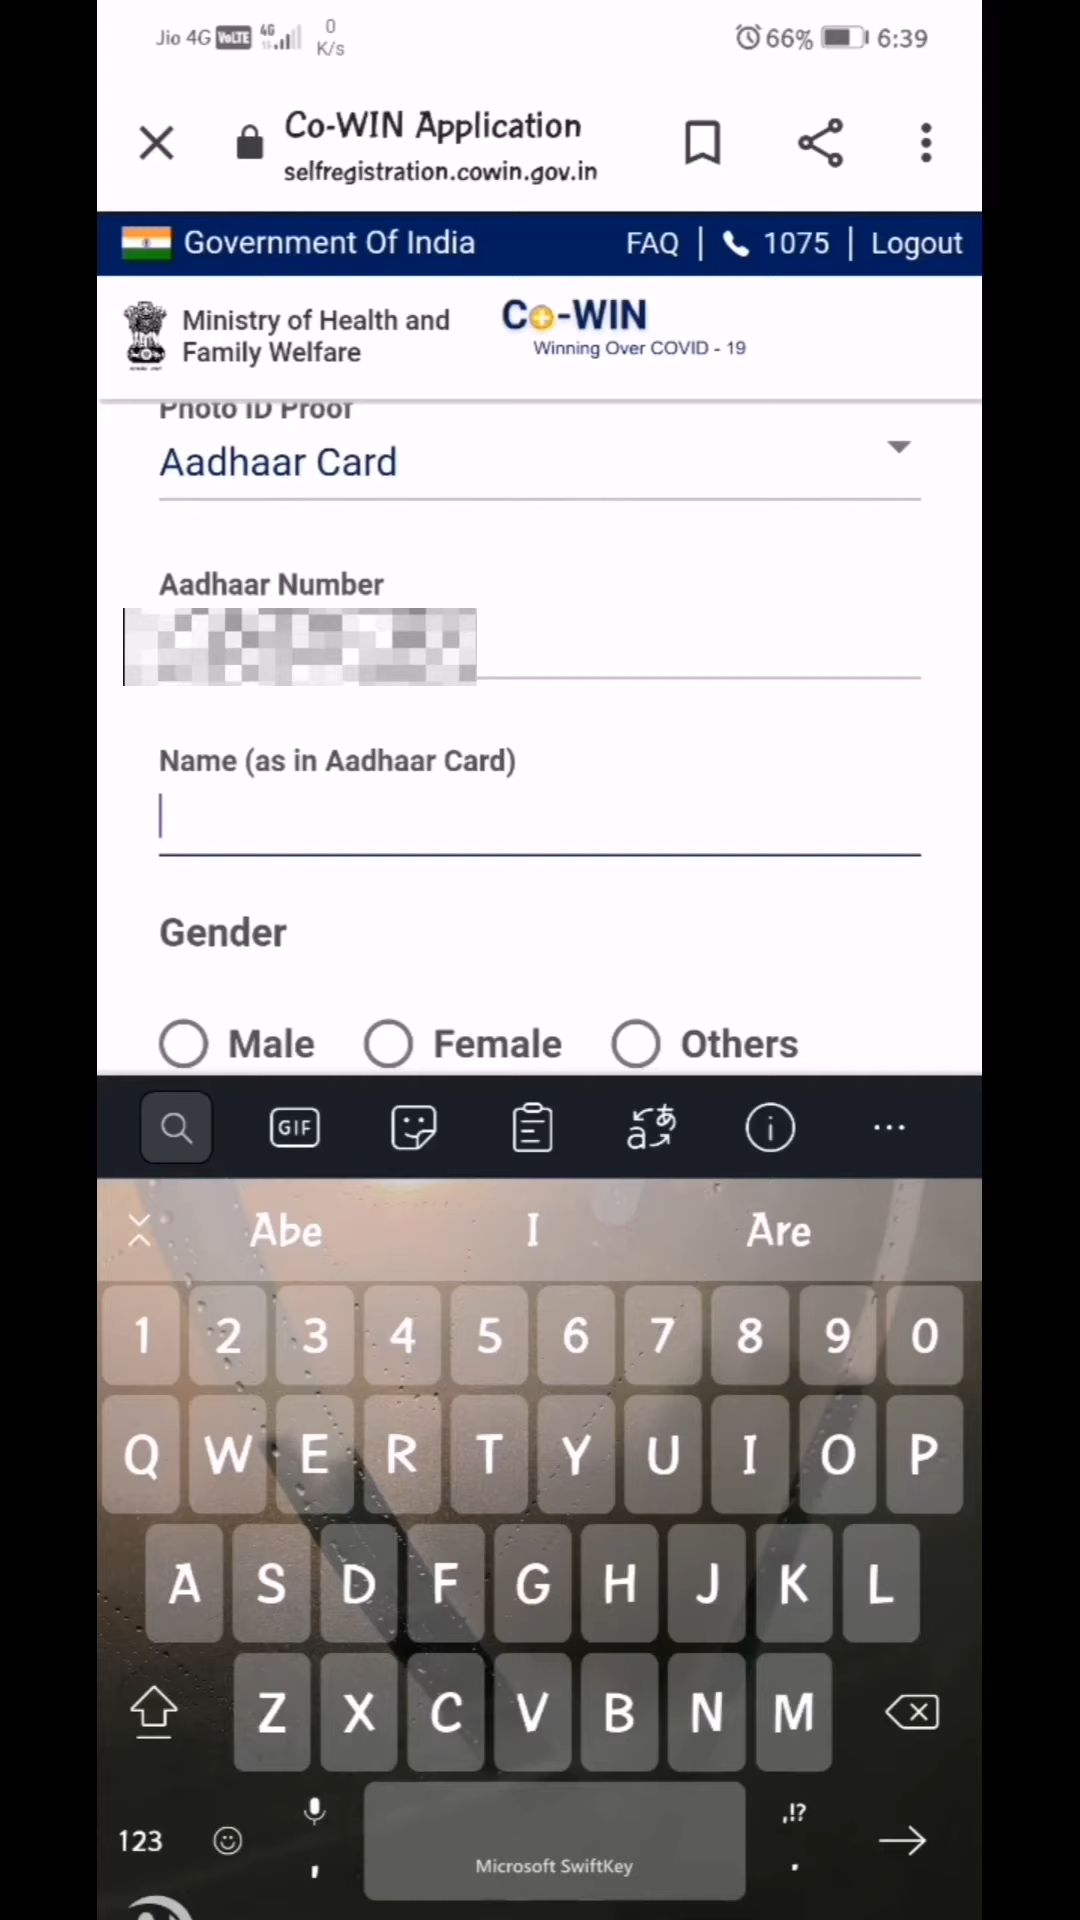 Jio 4G VoLTE 4G 0 K/s 66% 6:39
Co-WIN Application
selfregistration.cowin.gov.in
Government Of India FAQ | 1075 | Logout
Ministry of Health and
Family Welfare
Co-WIN
Winning Over COVID - 19
Photo ID Proof
Aadhaar Card
Aadhaar Number
Name (as in Aadhaar Card)
Gender
Male Female Others
GIF
Abe I Are
1 2 3 4 5 6 7 8 9 0
Q W E R T Y U I O P
A S D F G H J K L
Z X C V B N M
123 , Microsoft SwiftKey ,!? .